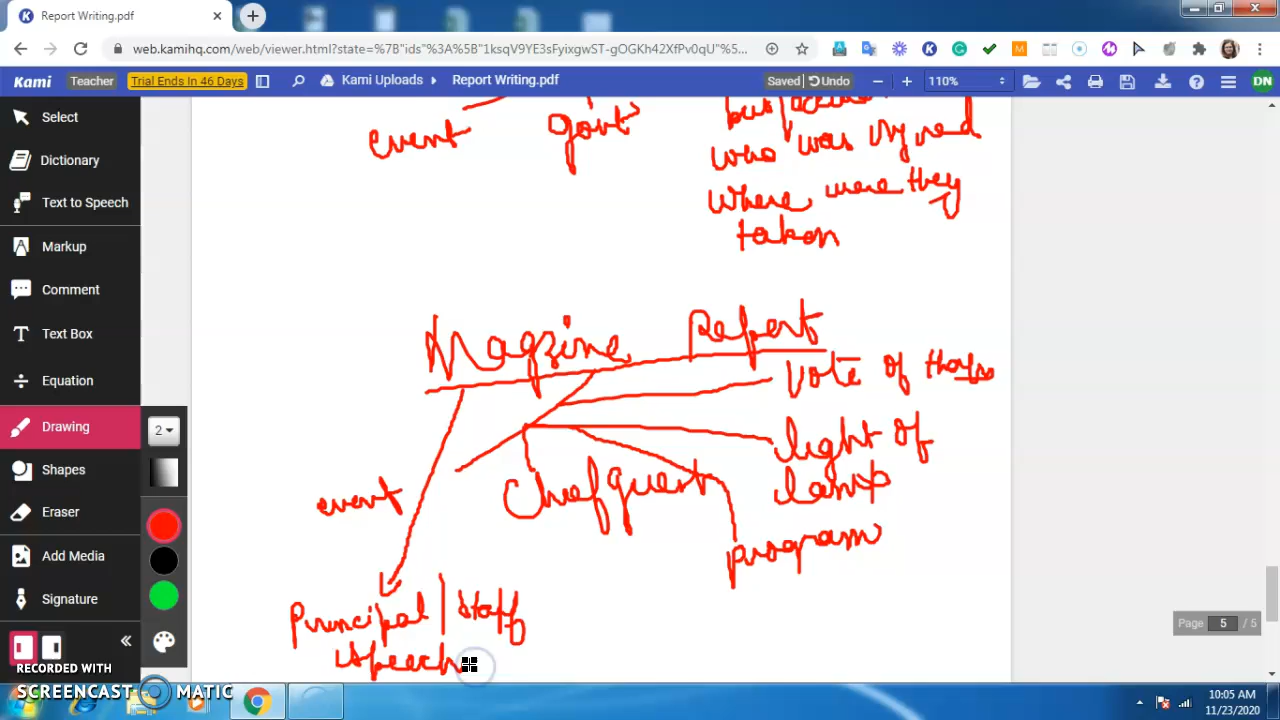 Report Magazine.pdf
web.kamihq.com/web/viewer.html?state=%7B"ids"%3A%5B"1ksqV9YE3sFyixgwST-gOGKh42XfPv0qU"%...
Kami Teacher Trial Ends In 46 Days Kami Uploads Report Writing.pdf Saved Undo 110% DN
Select
Dictionary
Text to Speech
Markup
Comment
Text Box
Equation
Drawing 2
Shapes
Eraser
Add Media
Signature
event govt
who was injured
where were they
taken
Magzine Report
Vote of
light of
lamp
Chief guest
event
program
Principal | Staff
speech
Page 5 / 5
RECORDED WITH
SCREENCAST MATIC
10:05 AM
11/23/2020